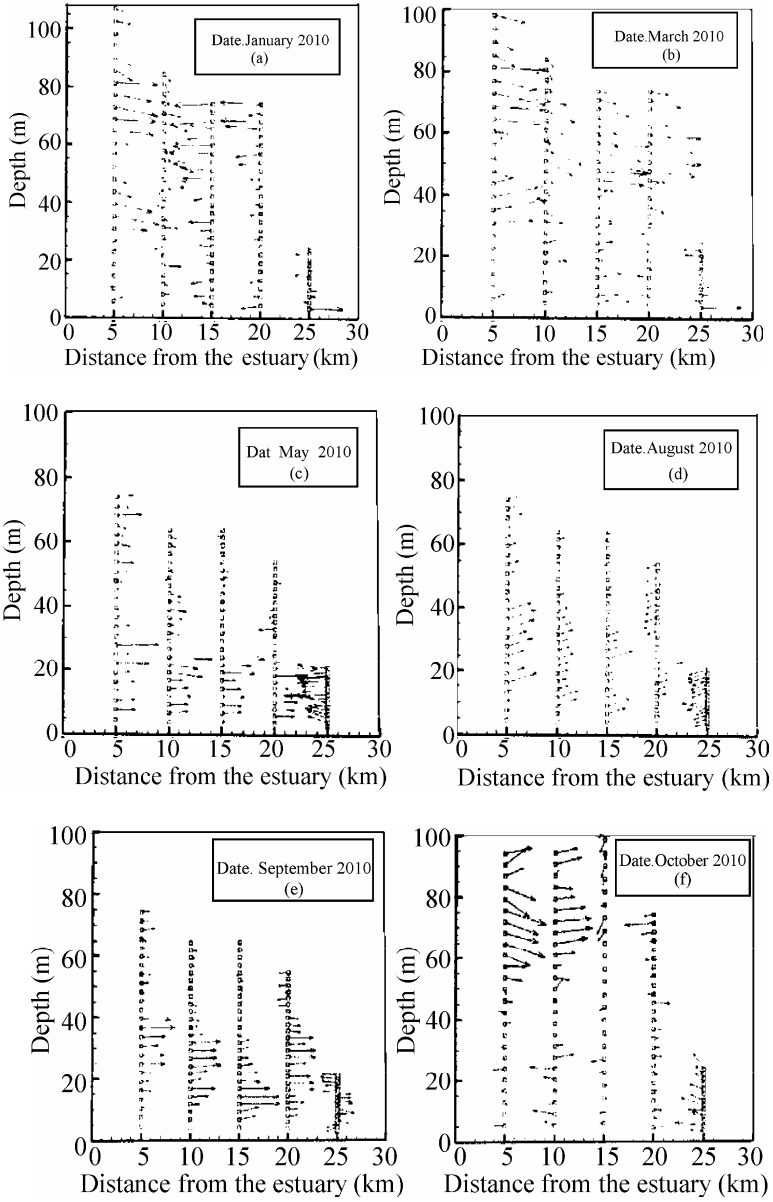 100
80
60
40
20
0
Depth (m)
Date.January 2010
(a)
0 5 10 15 20 25 30
Distance from the estuary (km)
100
80
60
40
20
0
Depth (m)
Date.March 2010
(b)
0 5 10 15 20 25 30
Distance from the estuary (km)
100
80
60
40
20
0
Depth (m)
Dat May 2010
(c)
0 5 10 15 20 25 30
Distance from the estuary (km)
100
80
60
40
20
0
Depth (m)
Date.August 2010
(d)
0 5 10 15 20 25 30
Distance from the estuary (km)
100
80
60
40
20
0
Depth (m)
Date. September 2010
(e)
0 5 10 15 20 25 30
Distance from the estuary (km)
100
80
60
40
20
0
Depth (m)
Date.October 2010
(f)
0 5 10 15 20 25 30
Distance from the estuary (km)